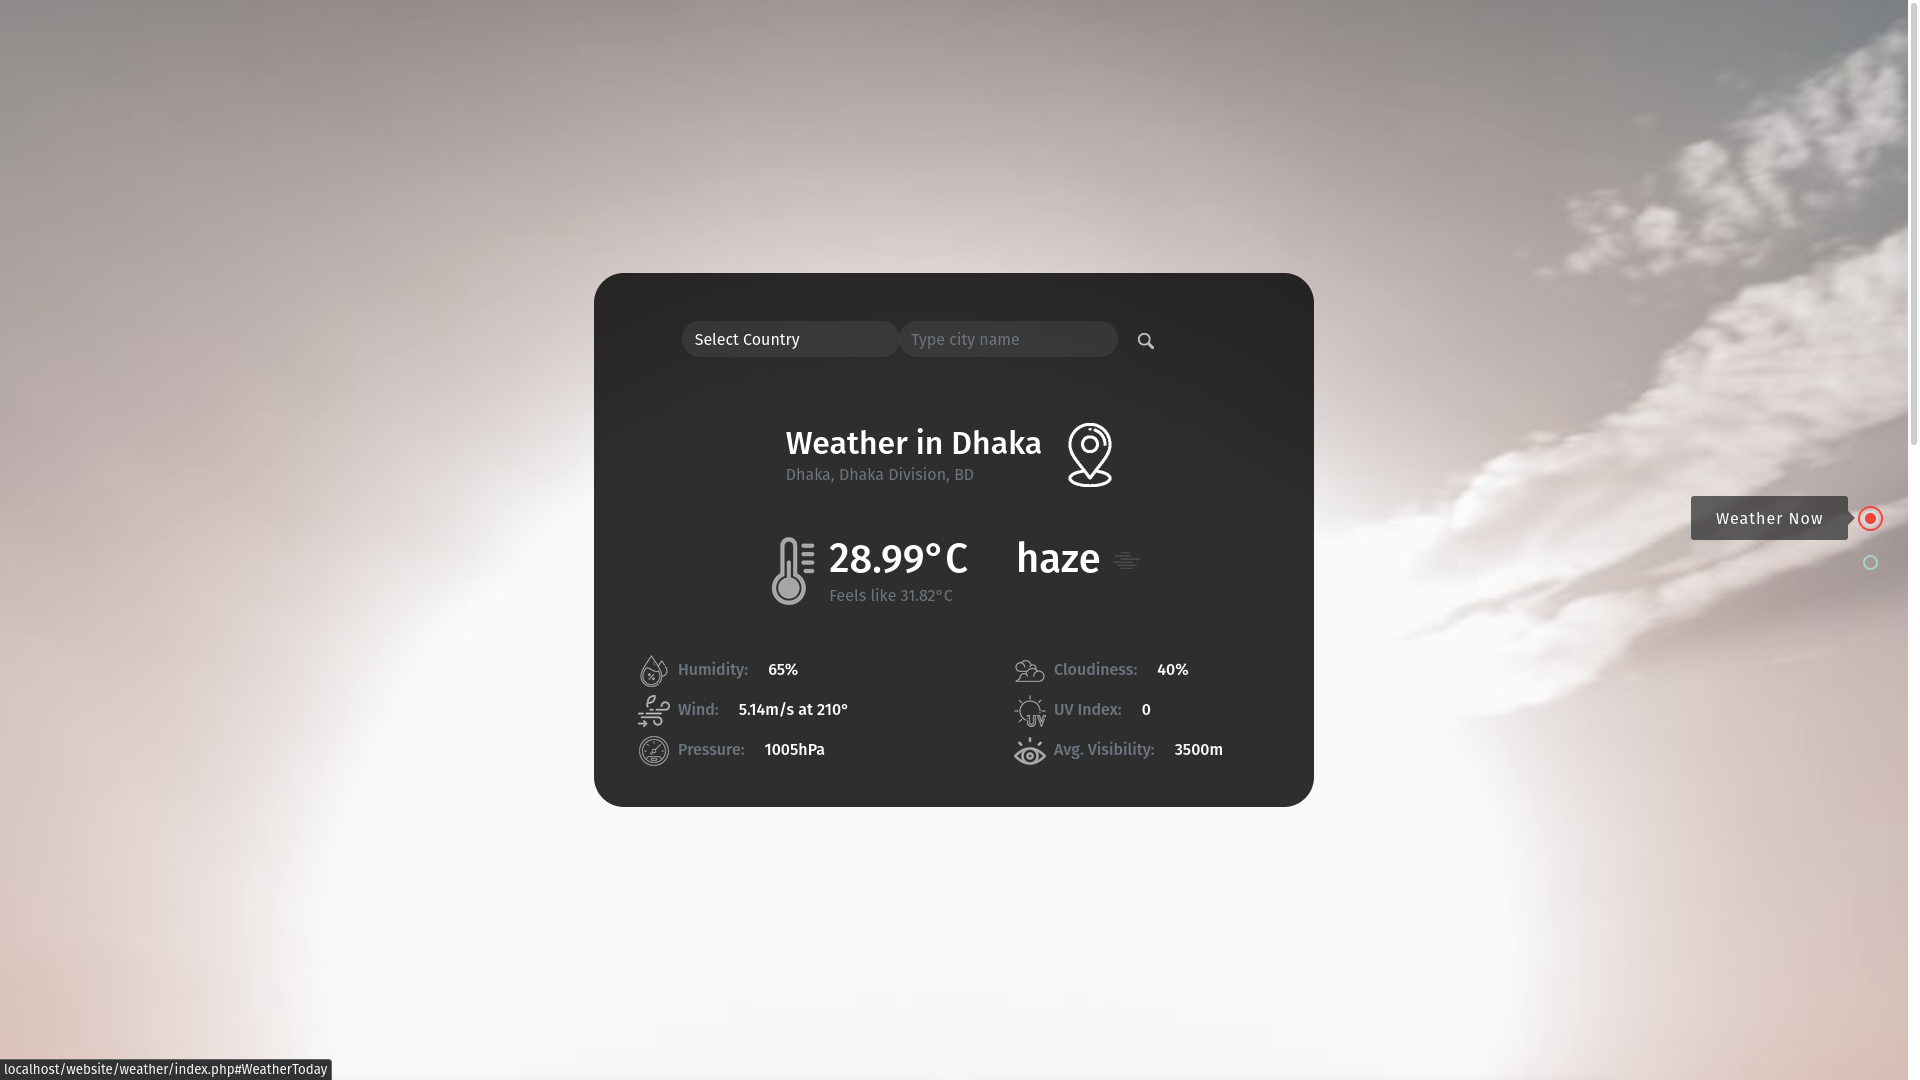 Select Country
Type city name
Weather in Dhaka
Dhaka, Dhaka Division, BD
Weather Now
28.99°C
haze
Feels like 31.82°C
Humidity: 65%
Cloudiness: 40%
Wind: 5.14m/s at 210°
UV Index: 0
Pressure: 1005hPa
Avg. Visibility: 3500m
localhost/website/weather/index.php#WeatherToday